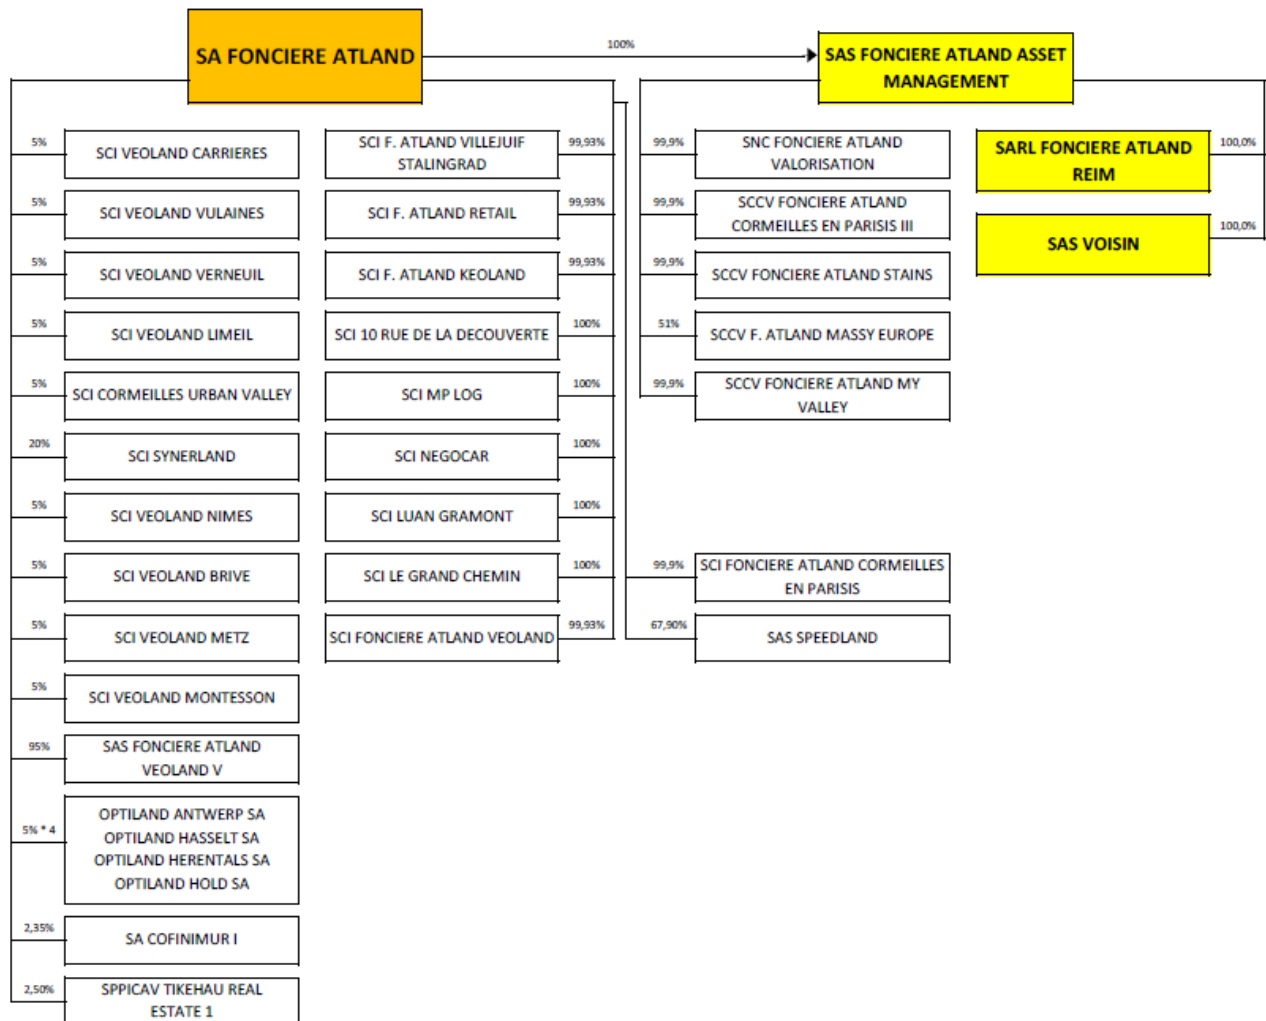 SA FONCIERE ATLAND
100%
SAS FONCIERE ATLAND ASSET
MANAGEMENT
5%
SCI VEOLAND CARRIERES
5%
SCI VEOLAND VULAINES
5%
SCI VEOLAND VERNEUIL
5%
SCI VEOLAND LIMEIL
5%
SCI CORMEILLES URBAN VALLEY
20%
SCI SYNERLAND
5%
SCI VEOLAND NIMES
5%
SCI VEOLAND BRIVE
5%
SCI VEOLAND METZ
5%
SCI VEOLAND MONTESSON
95%
SAS FONCIERE ATLAND
VEOLAND V
5% * 4
OPTILAND ANTWERP SA
OPTILAND HASSELT SA
OPTILAND HERENTALS SA
OPTILAND HOLD SA
2,35%
SA COFINIMUR I
2,50%
SPPICAV TIKEHAU REAL
ESTATE 1
SCI F. ATLAND VILLEJUIF
STALINGRAD
99,93%
SCI F. ATLAND RETAIL
99,93%
SCI F. ATLAND KEOLAND
99,93%
SCI 10 RUE DE LA DECOUVERTE
100%
SCI MP LOG
100%
SCI NEGOCAR
100%
SCI LUAN GRAMONT
100%
SCI LE GRAND CHEMIN
100%
SCI FONCIERE ATLAND VEOLAND
99,93%
99,9%
SNC FONCIERE ATLAND
VALORISATION
99,9%
SCCV FONCIERE ATLAND
CORMEILLES EN PARISIS III
99,9%
SCCV FONCIERE ATLAND STAINS
51%
SCCV F. ATLAND MASSY EUROPE
99,9%
SCCV FONCIERE ATLAND MY
VALLEY
99,9%
SCI FONCIERE ATLAND CORMEILLES
EN PARISIS
67,90%
SAS SPEEDLAND
SARL FONCIERE ATLAND
REIM
100,0%
SAS VOISIN
100,0%